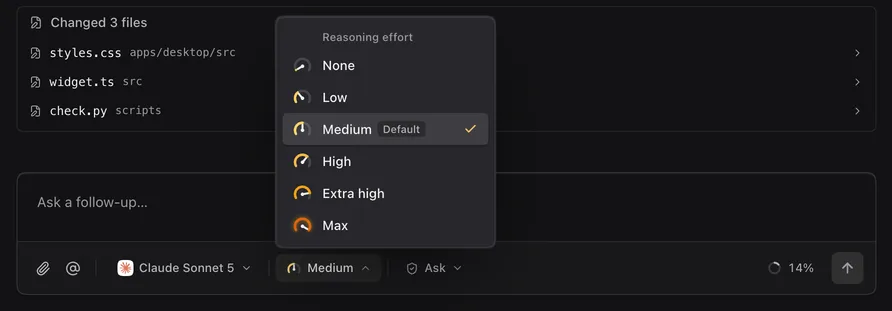 Changed 3 files
styles.css apps/desktop/src
widget.ts src
check.py scripts
Reasoning effort
None
Low
Medium Default
High
Extra high
Max
Ask a follow-up...
Claude Sonnet 5 Medium Ask 14%